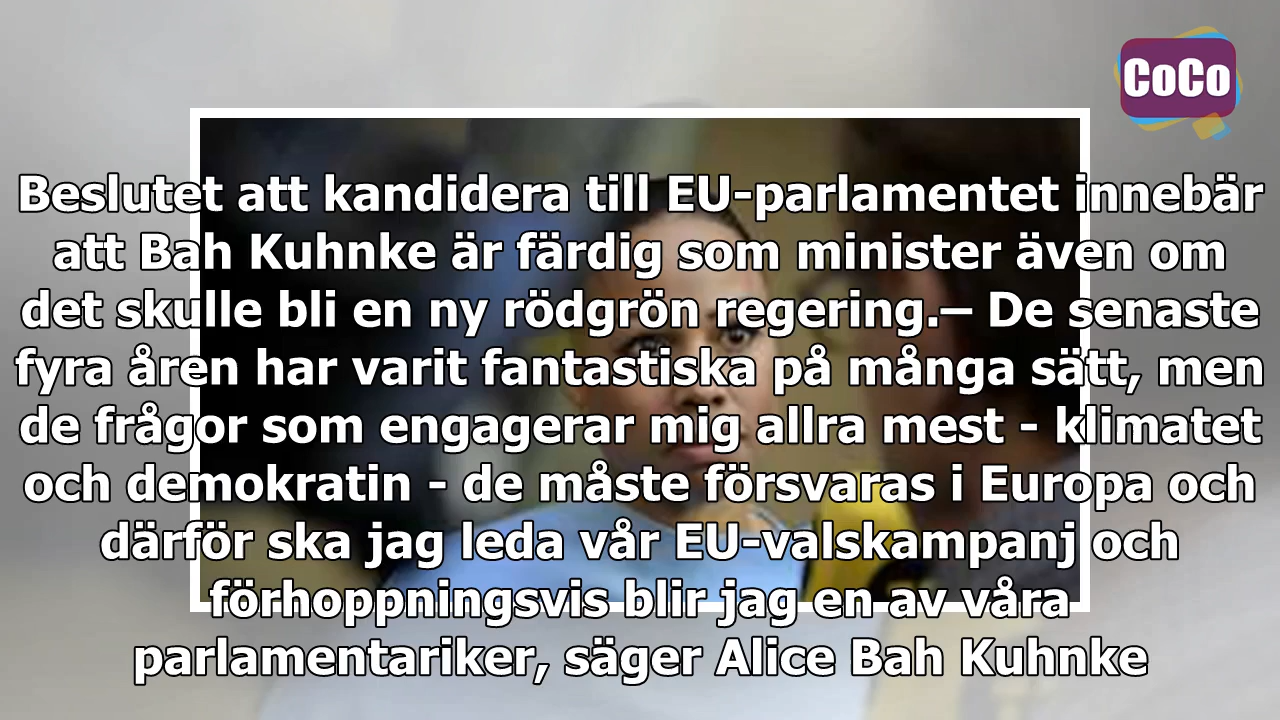 CoCo
Beslutet att kandidera till EU-parlamentet innebär
att Bah Kuhnke är färdig som minister även om
det skulle bli en ny rödgrön regering.– De senaste
fyra åren har varit fantastiska på många sätt, men
de frågor som engagerar mig allra mest - klimatet
och demokratin - de måste försvaras i Europa och
därför ska jag leda vår EU-valskampanj och
förhoppningsvis blir jag en av våra
parlamentariker, säger Alice Bah Kuhnke